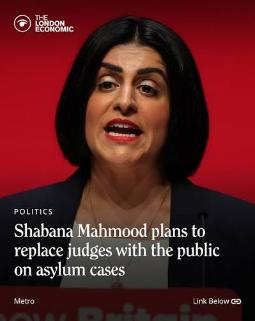 THE
LONDON
ECONOMIC
POLITICS
Shabana Mahmood plans to
replace judges with the public
on asylum cases
Metro
Link Below